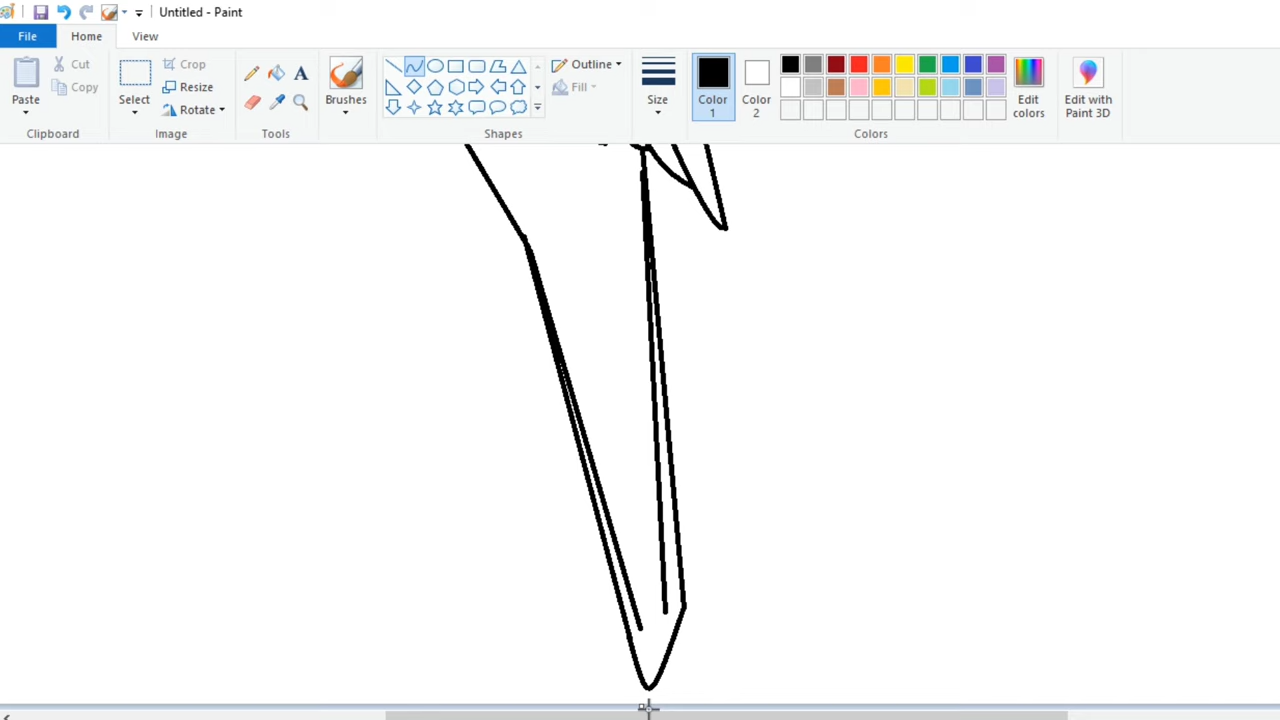 Untitled - Paint
File Home View
Paste
Cut
Copy
Clipboard
Select
Crop
Resize
Rotate
Image
A
Tools
Brushes
Outline
Fill
Shapes
Size
Color 1
Color 2
Edit colors
Colors
Edit with Paint 3D